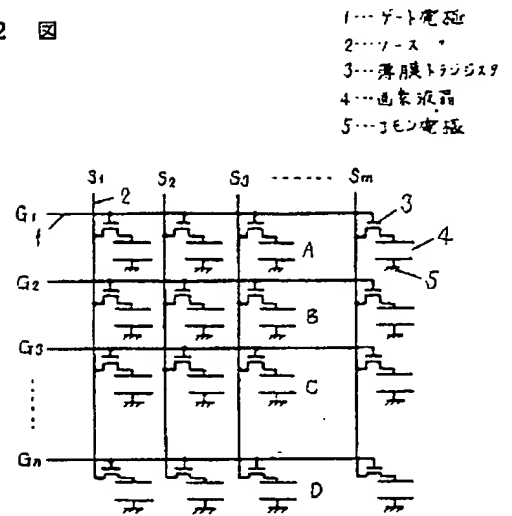 2 図
1…ゲート電極
2…ソース 〃
3…薄膜トランジスタ
4…画素液晶
5…コモン電極
S1 S2 S3 ------- Sm
2
G1
1
3
4
A
5
G2
B
G3
C
Gn
D